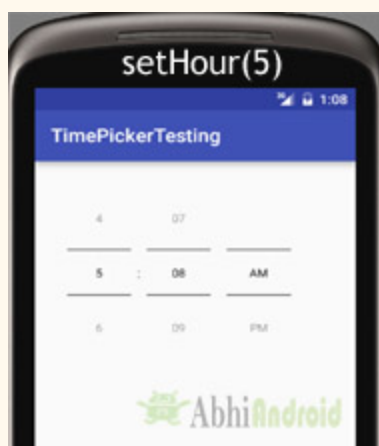 setHour(5)
1:08
TimePickerTesting
4 07
5 : 08 AM
6 09 PM
AbhiAndroid